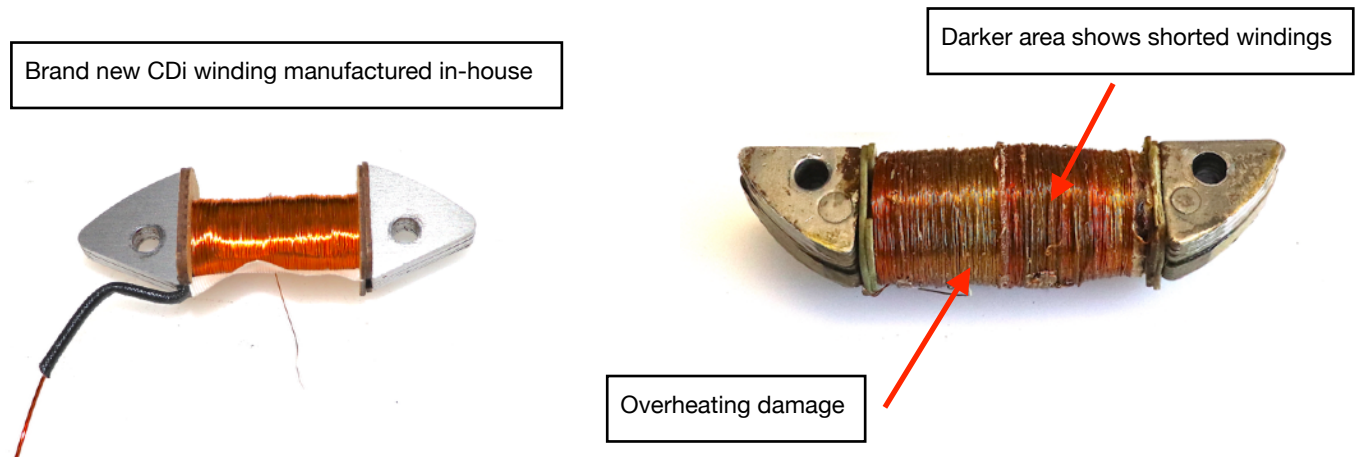 Brand new CDi winding manufactured in-house
Darker area shows shorted windings
Overheating damage